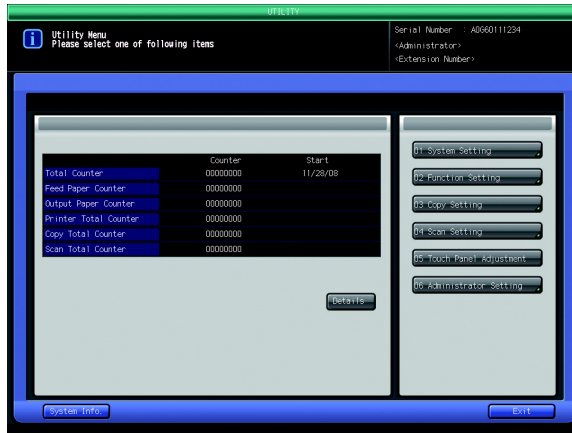 UTILITY
Utility Menu
Please select one of following items
Serial Number : A0G60111234
<Administrator>
<Extension Number>
Counter Start
Total Counter 00000000 11/28/08
Feed Paper Counter 00000000
Output Paper Counter 00000000
Printer Total Counter 00000000
Copy Total Counter 00000000
Scan Total Counter 00000000
Details
01 System Setting
02 Function Setting
03 Copy Setting
04 Scan Setting
05 Touch Panel Adjustment
06 Administrator Setting
System Info.
Exit